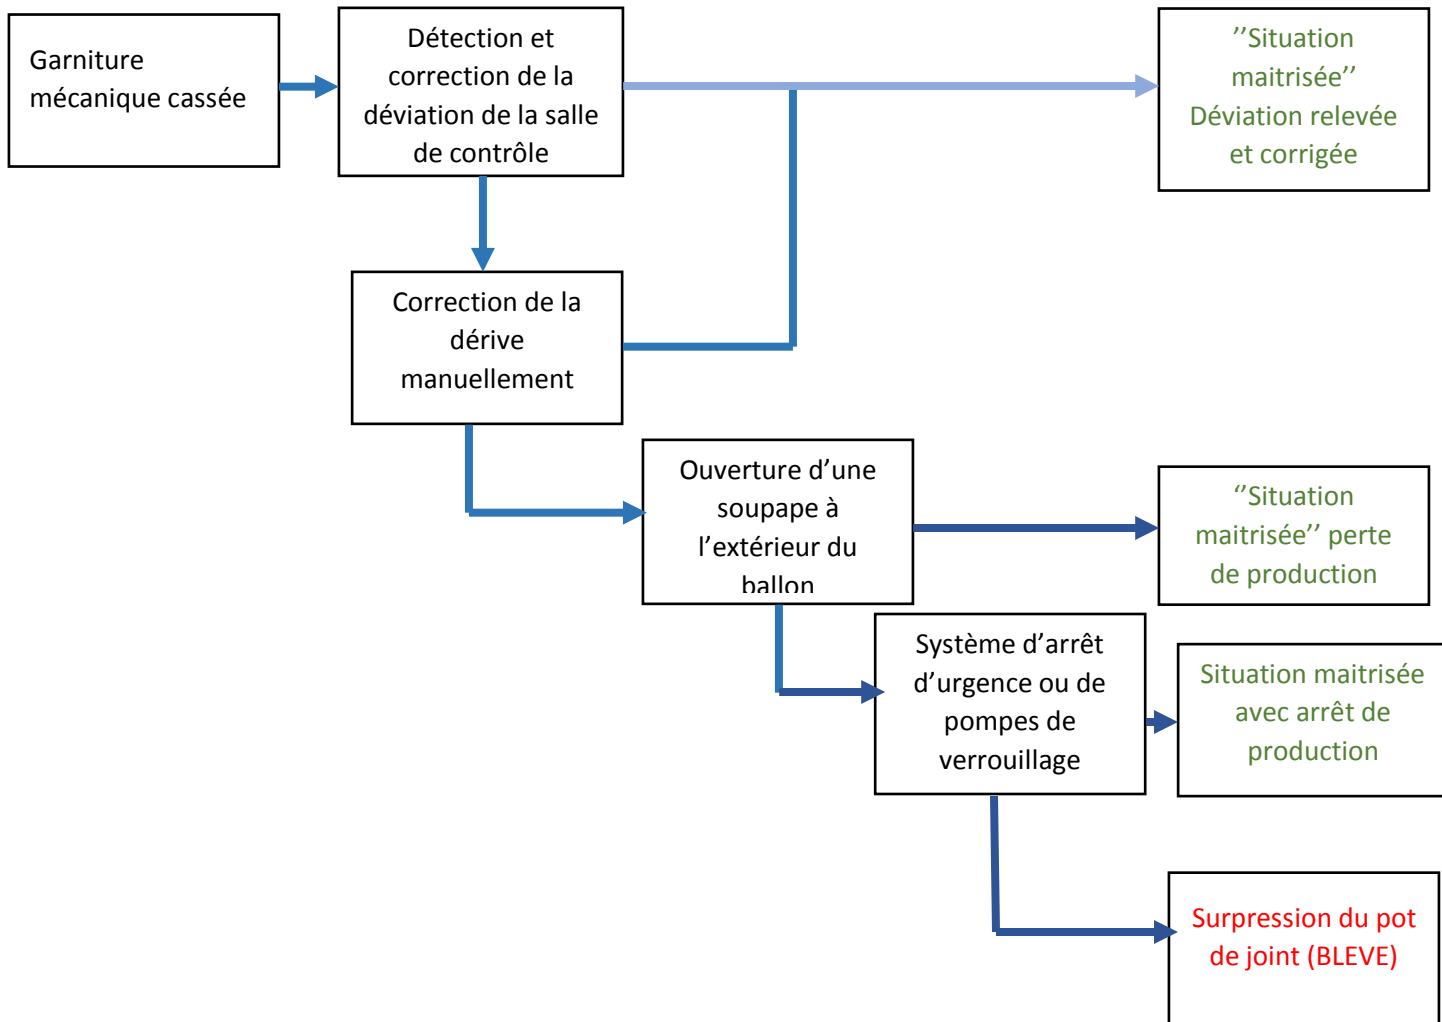 Garniture
mécanique cassée
Détection et
correction de la
déviation de la salle
de contrôle
’’Situation
maitrisée’’
Déviation relevée
et corrigée
Correction de la
dérive
manuellement
Ouverture d’une
soupape à
l’extérieur du
ballon
‘’Situation
maitrisée’’ perte
de production
Système d’arrêt
d’urgence ou de
pompes de
verrouillage
Situation maitrisée
avec arrêt de
production
Surpression du pot
de joint (BLEVE)